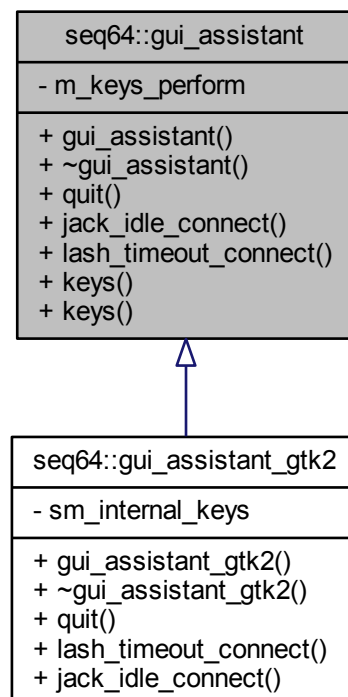 seq64::gui_assistant
- m_keys_perform
+ gui_assistant()
+ ~gui_assistant()
+ quit()
+ jack_idle_connect()
+ lash_timeout_connect()
+ keys()
+ keys()
seq64::gui_assistant_gtk2
- sm_internal_keys
+ gui_assistant_gtk2()
+ ~gui_assistant_gtk2()
+ quit()
+ lash_timeout_connect()
+ jack_idle_connect()